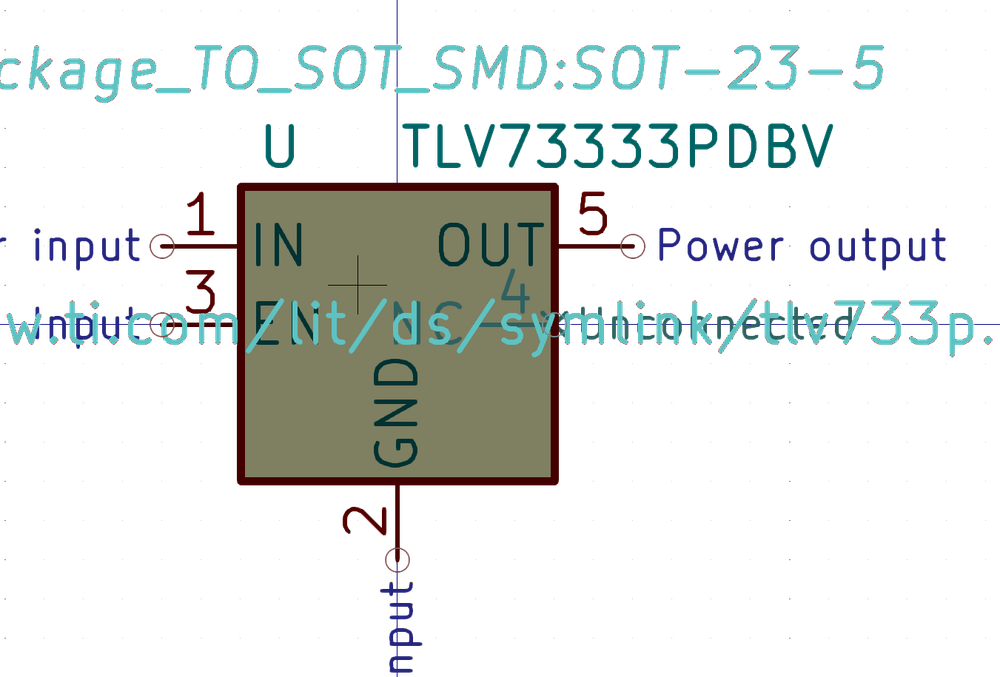 ckage_TO_SOT_SMD:SOT-23-5
U TLV73333PDBV
r input 1 IN OUT 5 Power output
Input 3 EN NC 4 Unconnected
w.ti.com/lit/ds/symlink/tlv733p.
GND
2
nput